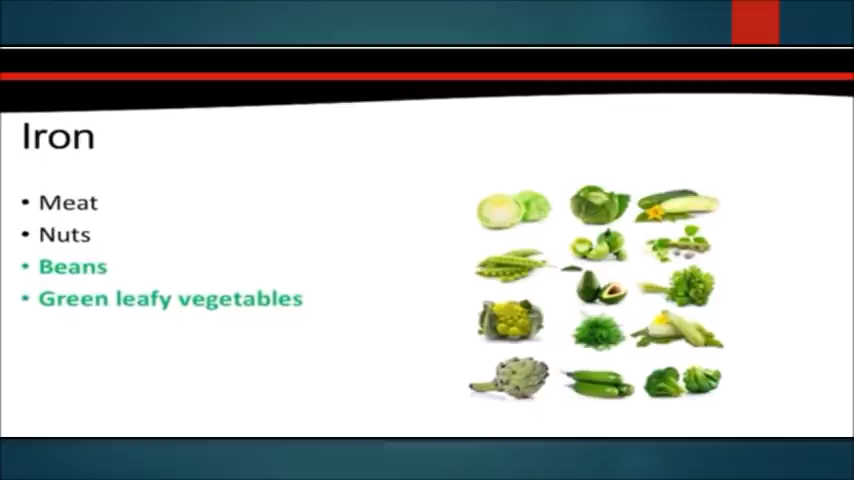 Iron
• Meat
• Nuts
• Beans
• Green leafy vegetables